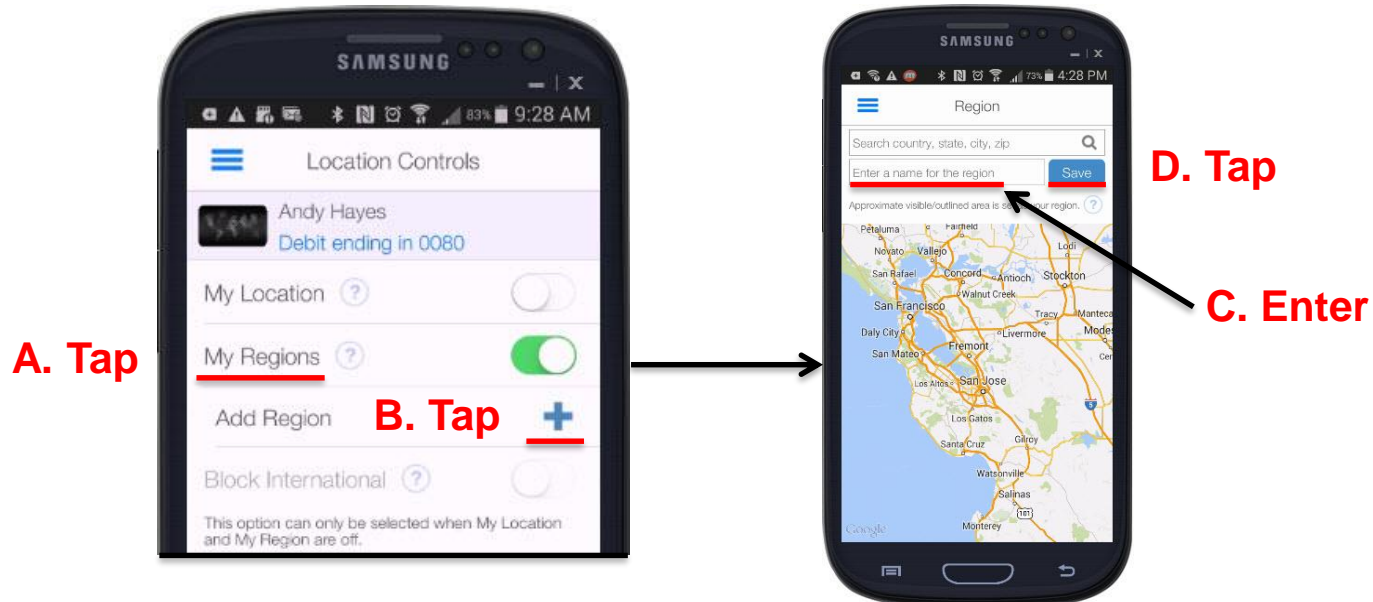 SAMSUNG
83% 9:28 AM
Location Controls
Andy Hayes
Debit ending in 0080
My Location ?
My Regions ?
A. Tap
Add Region
B. Tap
Block International ?
This option can only be selected when My Location
and My Region are off.
SAMSUNG
73% 4:28 PM
Region
Search country, state, city, zip
Enter a name for the region
Save
D. Tap
Approximate visible/outlined area is your region. ?
C. Enter
Petaluma
Fairfield
Lodi
Novato
Vallejo
San Rafael
Concord
Antioch
Stockton
Walnut Creek
San Francisco
Tracy
Manteca
Daly City
Livermore
Mode
San Mateo
Fremont
Cer
Los Altos
San Jose
5
Los Gatos
Santa Cruz
Gilroy
Watsonville
Salinas
101
Monterey
Google